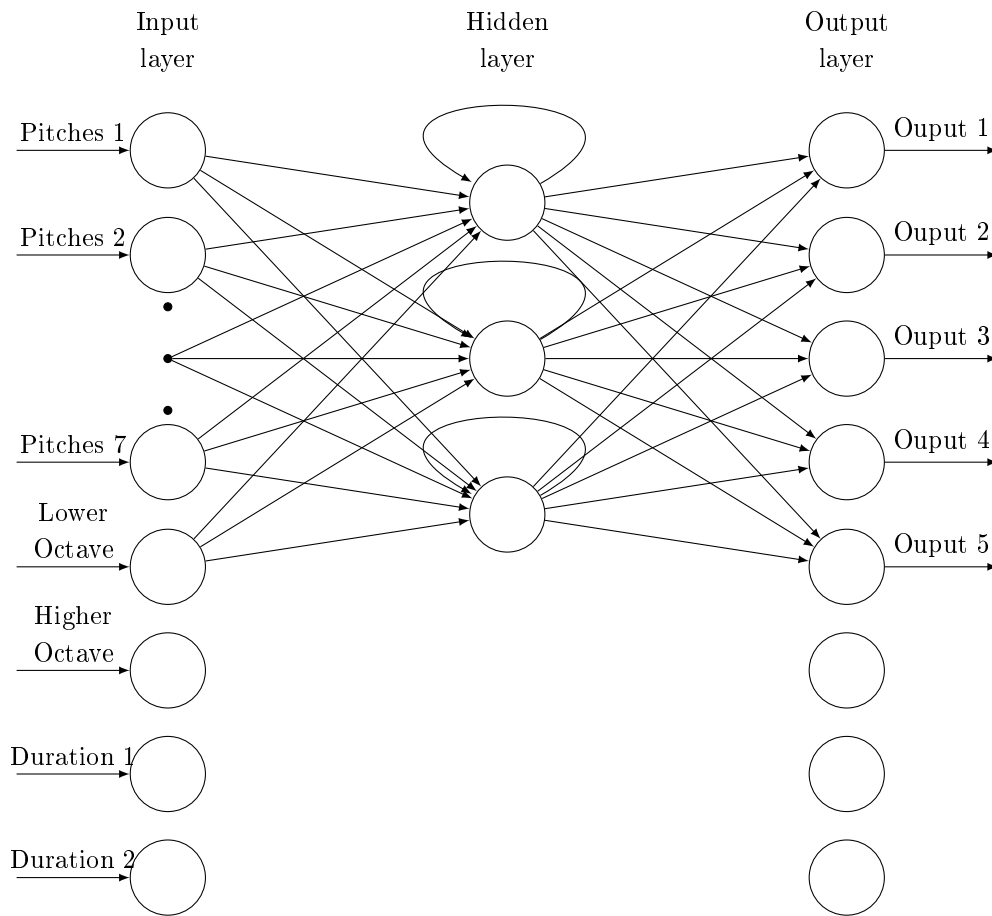 Input
layer
Hidden
layer
Output
layer
Pitches 1
Pitches 2
Pitches 7
Lower
Octave
Higher
Octave
Duration 1
Duration 2
Ouput 1
Ouput 2
Ouput 3
Ouput 4
Ouput 5